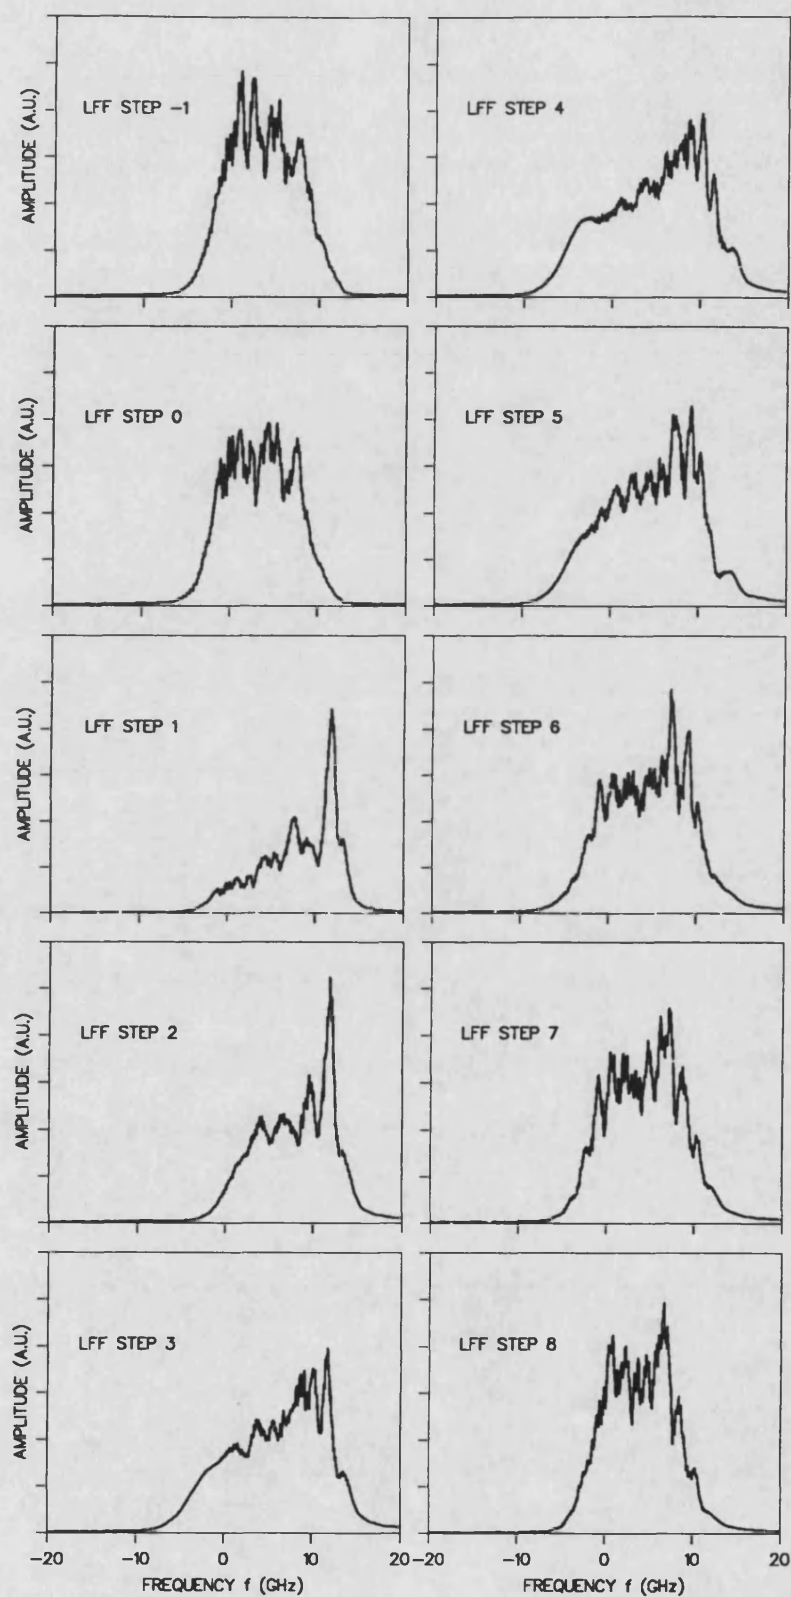 AMPLITUDE (A.U.)
LFF STEP -1
LFF STEP 4
AMPLITUDE (A.U.)
LFF STEP 0
LFF STEP 5
AMPLITUDE (A.U.)
LFF STEP 1
LFF STEP 6
AMPLITUDE (A.U.)
LFF STEP 2
LFF STEP 7
AMPLITUDE (A.U.)
LFF STEP 3
LFF STEP 8
-20 -10 0 10 20 -20 -10 0 10 20
FREQUENCY f (GHz) FREQUENCY f (GHz)